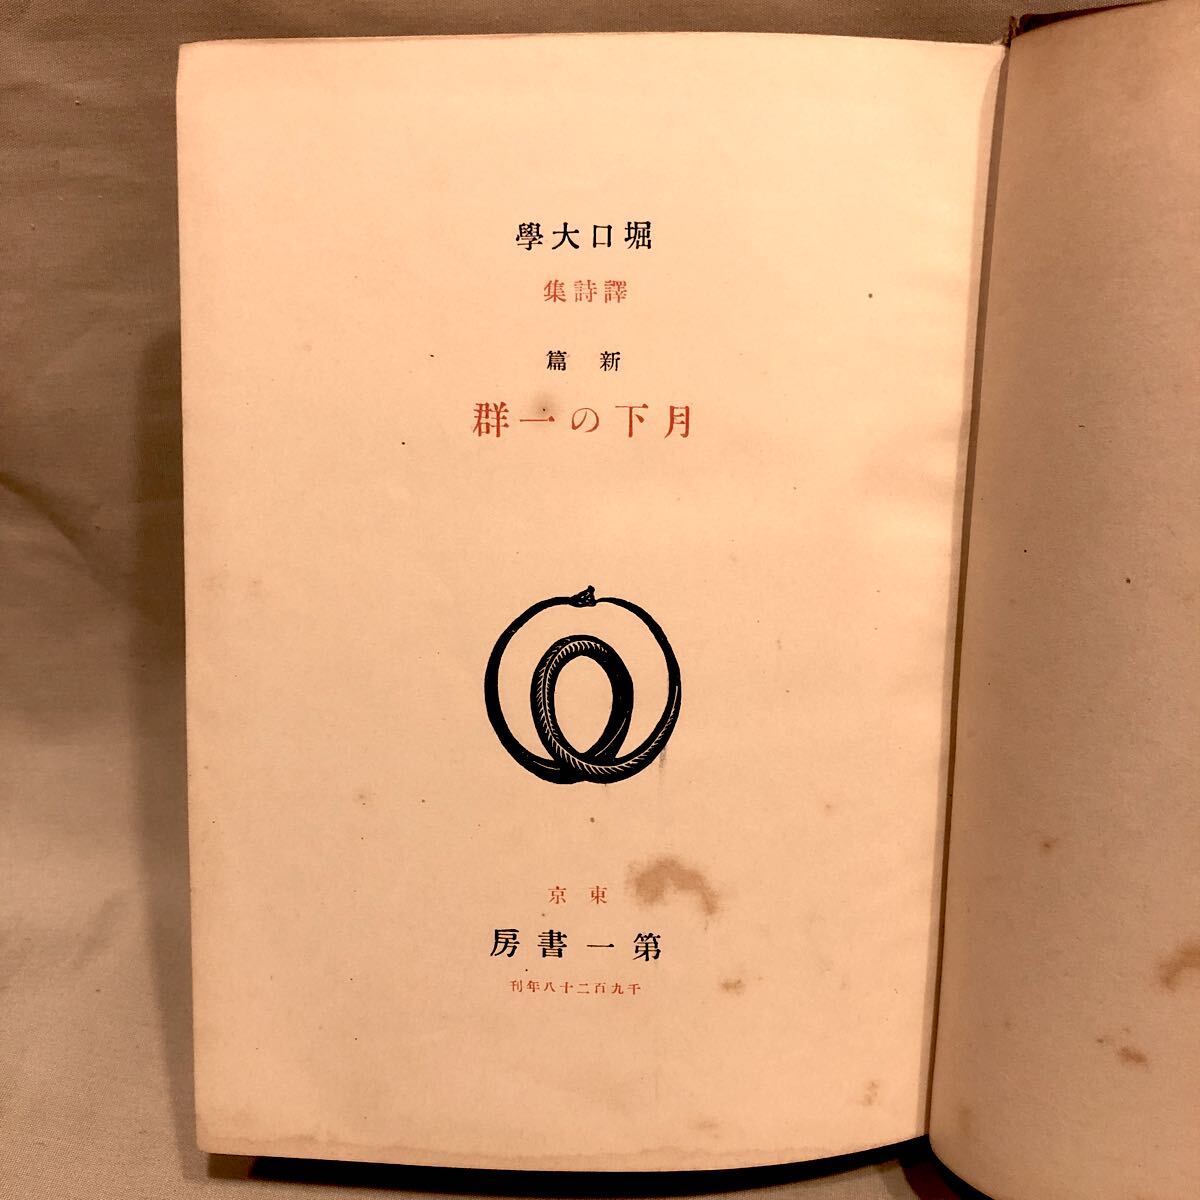 堀口大學
譯詩集
新篇
月下の一群
東京
第一書房
千九百二十八年刊